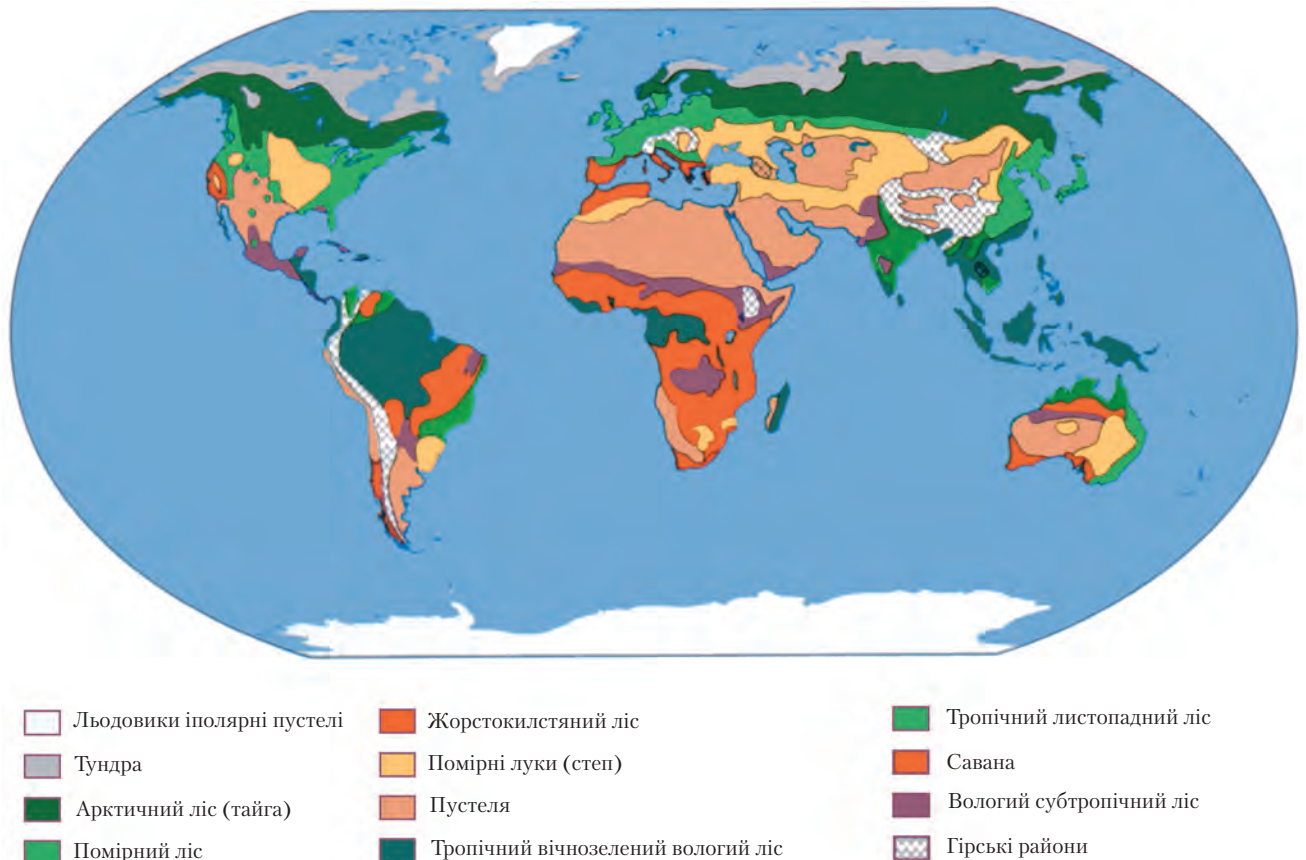 Льодовики іполярні пустелі
Тундра
Арктичний ліс (тайга)
Помірний ліс
Жорстокилстяний ліс
Помірні луки (степ)
Пустеля
Тропічний вічнозелений вологий ліс
Тропічний листопадний ліс
Савана
Вологий субтропічний ліс
Гірські райони